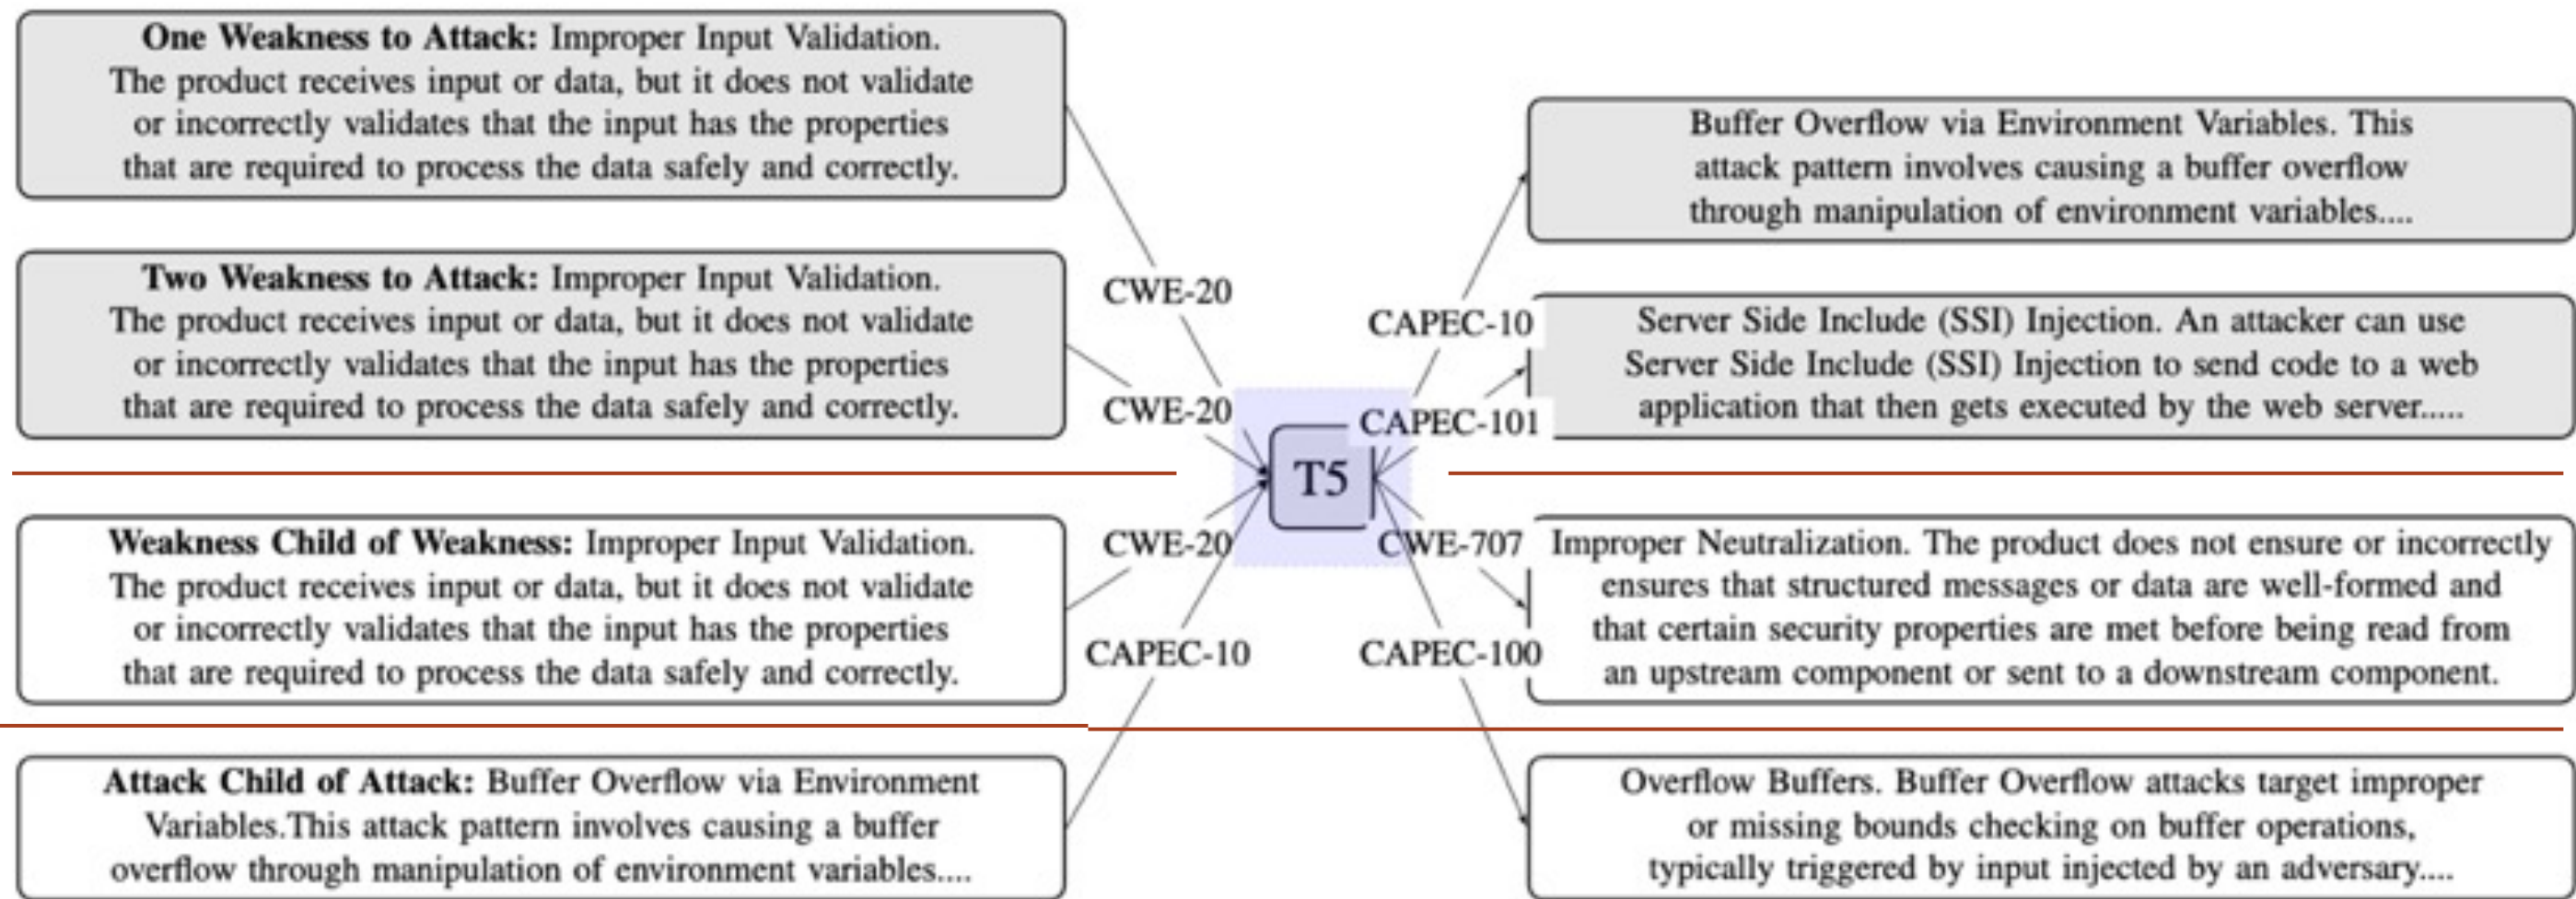 One Weakness to Attack: Improper Input Validation.
The product receives input or data, but it does not validate
or incorrectly validates that the input has the properties
that are required to process the data safely and correctly.
Two Weakness to Attack: Improper Input Validation.
The product receives input or data, but it does not validate
or incorrectly validates that the input has the properties
that are required to process the data safely and correctly.
Weakness Child of Weakness: Improper Input Validation.
The product receives input or data, but it does not validate
or incorrectly validates that the input has the properties
that are required to process the data safely and correctly.
Attack Child of Attack: Buffer Overflow via Environment
Variables.This attack pattern involves causing a buffer
overflow through manipulation of environment variables....
CWE-20
CWE-20
CWE-20
CAPEC-10
T5
CAPEC-10
CAPEC-101
CWE-707
CAPEC-100
Buffer Overflow via Environment Variables. This
attack pattern involves causing a buffer overflow
through manipulation of environment variables....
Server Side Include (SSI) Injection. An attacker can use
Server Side Include (SSI) Injection to send code to a web
application that then gets executed by the web server.....
Improper Neutralization. The product does not ensure or incorrectly
ensures that structured messages or data are well-formed and
that certain security properties are met before being read from
an upstream component or sent to a downstream component.
Overflow Buffers. Buffer Overflow attacks target improper
or missing bounds checking on buffer operations,
typically triggered by input injected by an adversary....